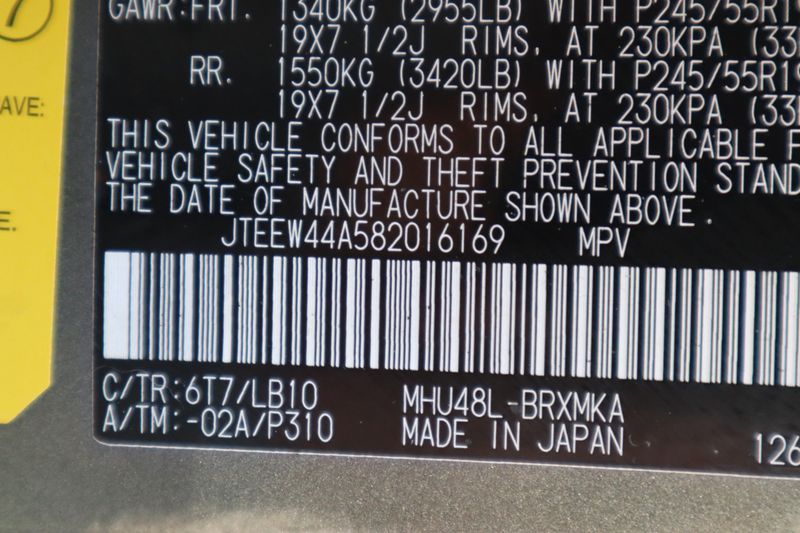 GAWR:FRT. 1340KG (2955LB) WITH P245/55R19
19X7 1/2J RIMS, AT 230KPA (33
RR. 1550KG (3420LB) WITH P245/55R19
19X7 1/2J RIMS, AT 230KPA (33
THIS VEHICLE CONFORMS TO ALL APPLICABLE F
VEHICLE SAFETY AND THEFT PREVENTION STAND
THE DATE OF MANUFACTURE SHOWN ABOVE.
JTEEW44A582016169 MPV
C/TR:6T7/LB10 MHU48L-BRXMKA
A/TM:-02A/P310 MADE IN JAPAN 126
AVE:
E.